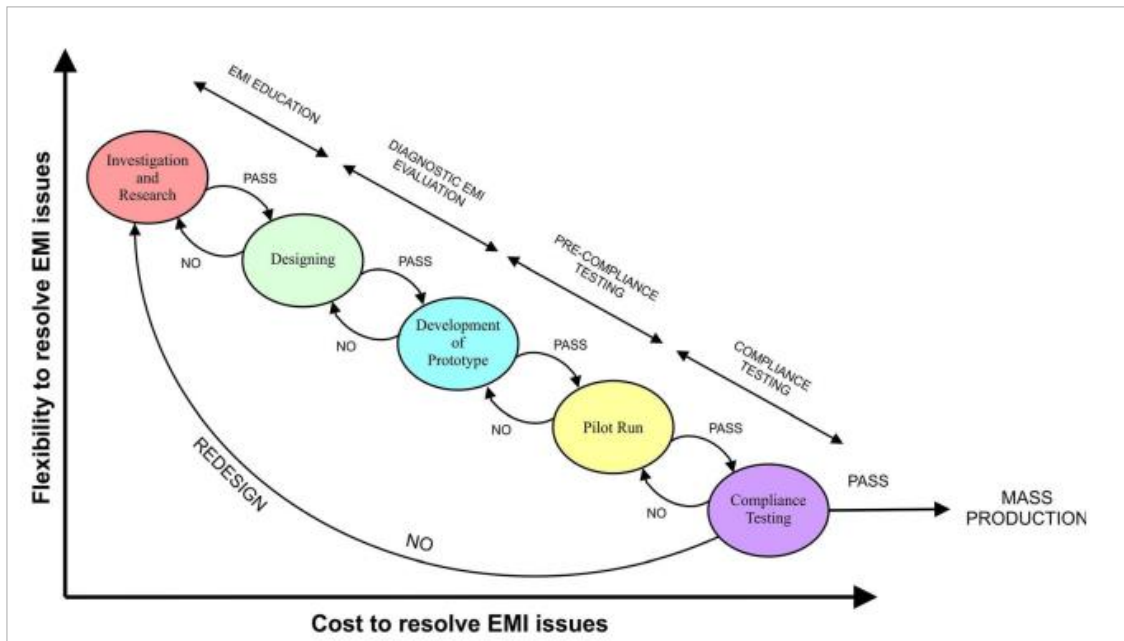 EMI EDUCATION
DIAGNOSTIC EMI
EVALUATION
PRE-COMPLIANCE
TESTING
COMPLIANCE
TESTING
Flexibility to resolve EMI issues
Investigation
and
Research
PASS
NO
Designing
PASS
NO
Development
of
Prototype
PASS
NO
Pilot Run
PASS
NO
Compliance
Testing
PASS
MASS
PRODUCTION
REDESIGN
NO
Cost to resolve EMI issues